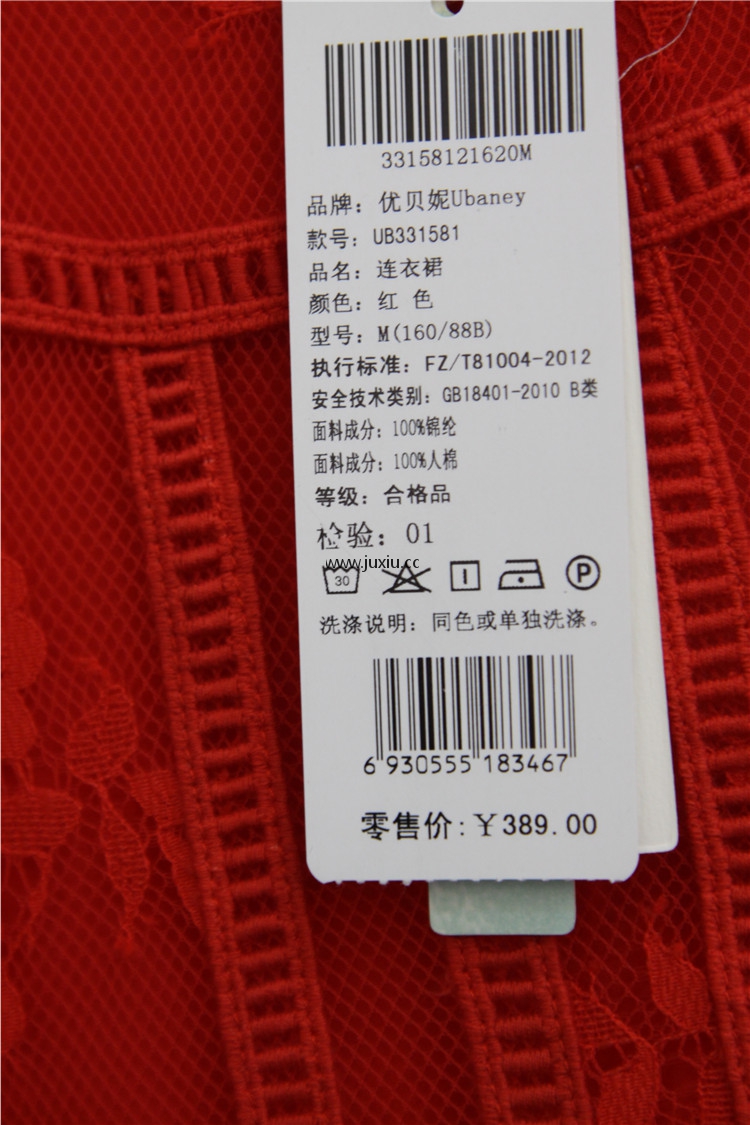 33158121620M
品牌：优贝妮Ubaney
款号：UB331581
品名：连衣裙
颜色：红 色
型号：M(160/88B)
执行标准：FZ/T81004-2012
安全技术类别：GB18401-2010 B类
面料成分：100%锦纶
面料成分：100%人棉
等级：合格品
检验：01
www.juxiu.cc
30 P
洗涤说明：同色或单独洗涤。
6 930555 183467
零售价：￥389.00